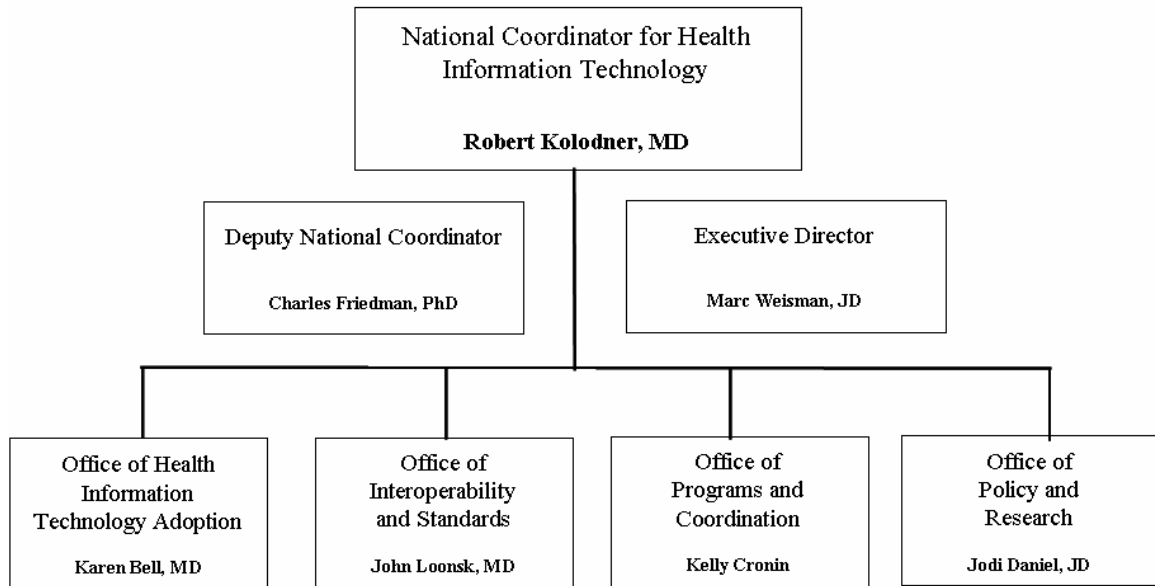 National Coordinator for Health
Information Technology
Robert Kolodner, MD
Deputy National Coordinator
Charles Friedman, PhD
Executive Director
Marc Weisman, JD
Office of Health
Information
Technology Adoption
Karen Bell, MD
Office of
Interoperability
and Standards
John Loonsk, MD
Office of
Programs and
Coordination
Kelly Cronin
Office of
Policy and
Research
Jodi Daniel, JD